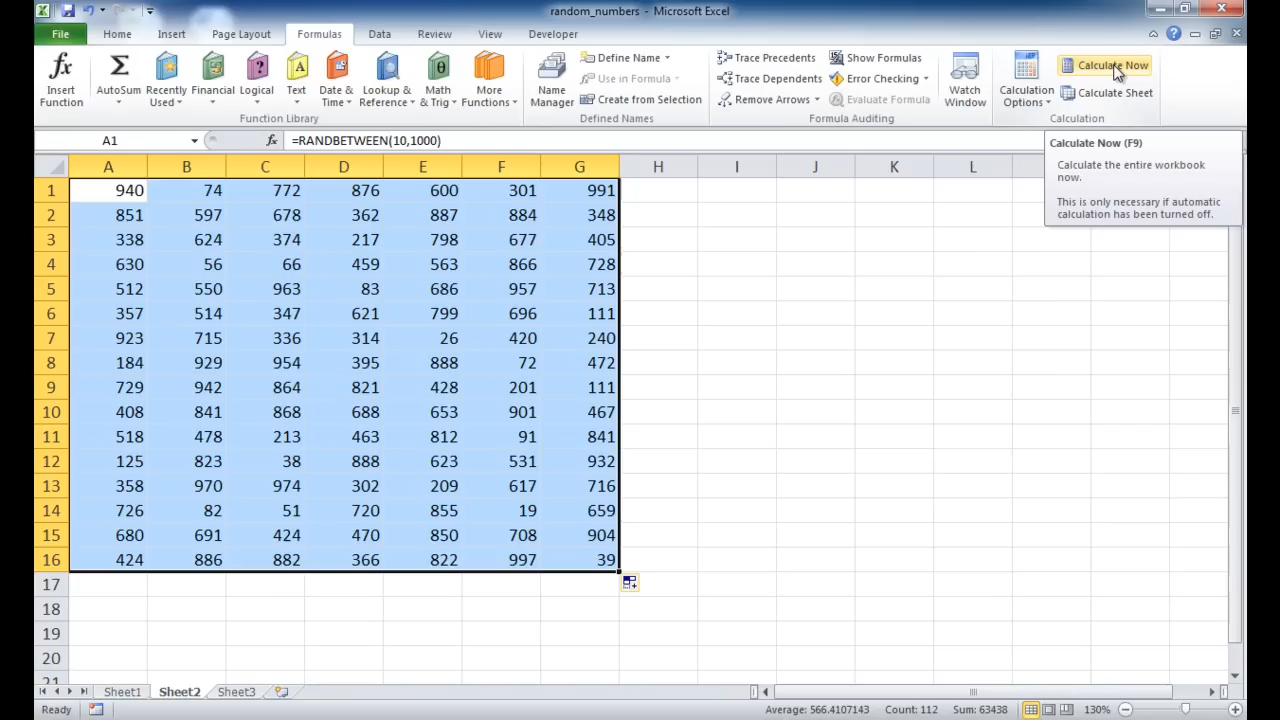 random_numbers - Microsoft Excel
File Home Insert Page Layout Formulas Data Review View Developer
fx Insert Function
Σ AutoSum
Recently Used
Financial
Logical
A Text
Date & Time
Lookup & Reference
θ Math & Trig
More Functions
Function Library
Name Manager
Define Name
Use in Formula
Create from Selection
Defined Names
Trace Precedents
Trace Dependents
Remove Arrows
Show Formulas
Error Checking
Evaluate Formula
Formula Auditing
Watch Window
Calculation Options
Calculate Now
Calculate Sheet
Calculation
A1 fx =RANDBETWEEN(10,1000)
Calculate Now (F9)
Calculate the entire workbook
now.
This is only necessary if automatic
calculation has been turned off.
A B C D E F G H I J K L
1 940 74 772 876 600 301 991
2 851 597 678 362 887 884 348
3 338 624 374 217 798 677 405
4 630 56 66 459 563 866 728
5 512 550 963 83 686 957 713
6 357 514 347 621 799 696 111
7 923 715 336 314 26 420 240
8 184 929 954 395 888 72 472
9 729 942 864 821 428 201 111
10 408 841 868 688 653 901 467
11 518 478 213 463 812 91 841
12 125 823 38 888 623 531 932
13 358 970 974 302 209 617 716
14 726 82 51 720 855 19 659
15 680 691 424 470 850 708 904
16 424 886 882 366 822 997 39
17
18
19
20
21
Sheet1 Sheet2 Sheet3
Ready Average: 566.4107143 Count: 112 Sum: 63438 130%